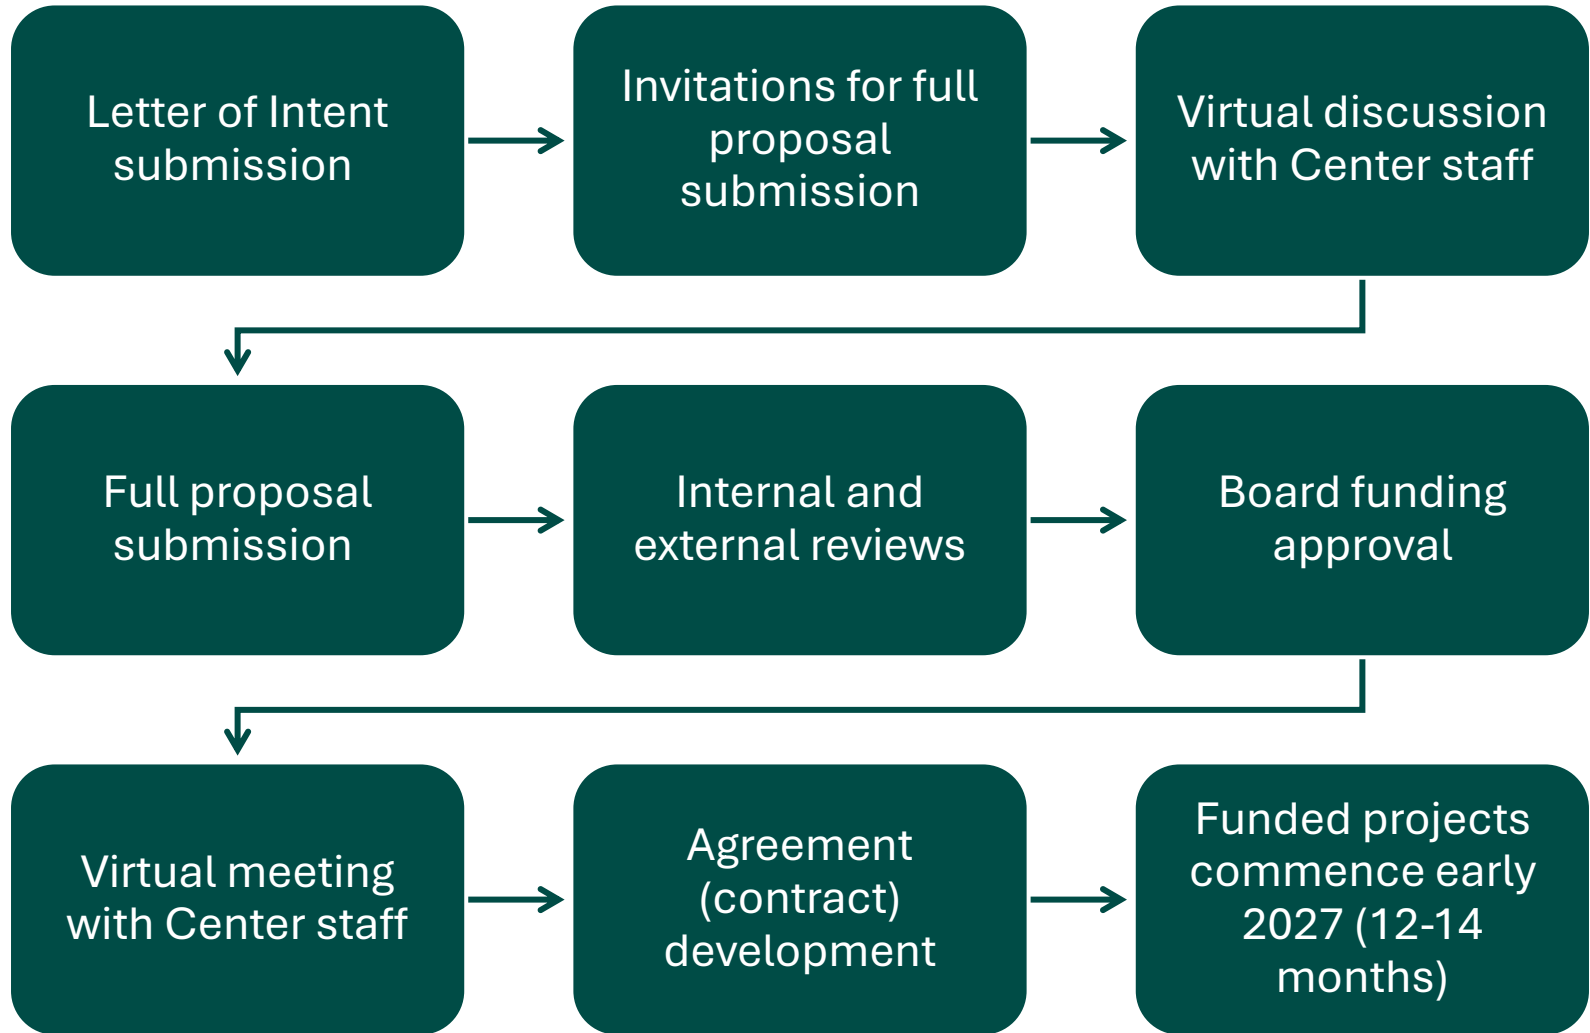 Letter of Intent
submission
Invitations for full
proposal
submission
Virtual discussion
with Center staff
Full proposal
submission
Internal and
external reviews
Board funding
approval
Virtual meeting
with Center staff
Agreement
(contract)
development
Funded projects
commence early
2027 (12-14
months)